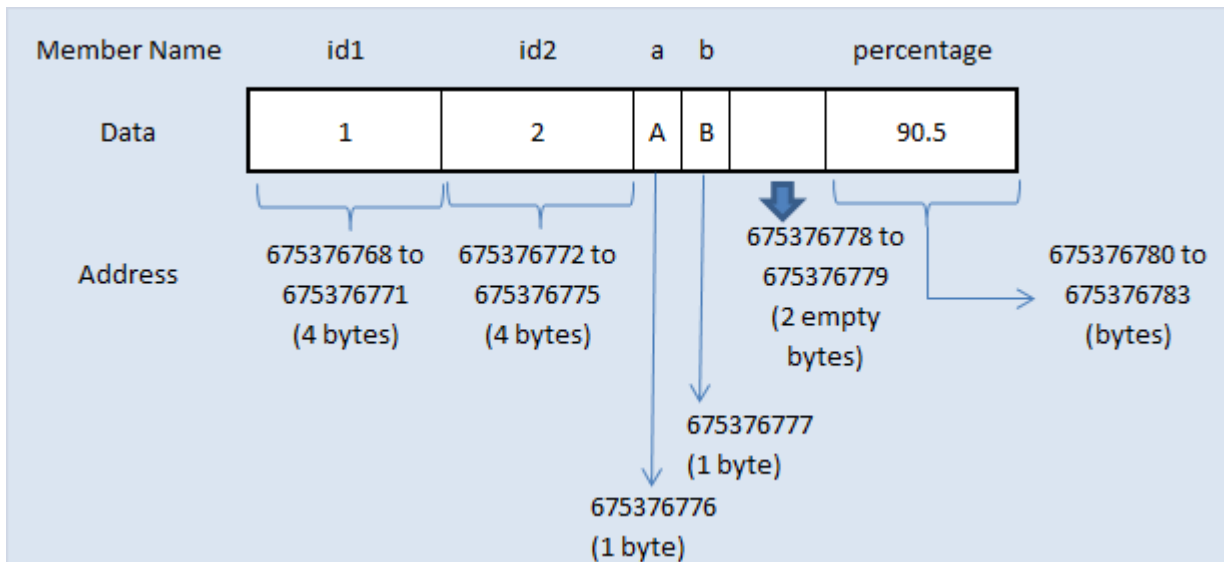 Member Name id1 id2 a b percentage
Data 1 2 A B 90.5
Address
675376768 to
675376771
(4 bytes)
675376772 to
675376775
(4 bytes)
675376778 to
675376779
(2 empty
bytes)
675376780 to
675376783
(bytes)
675376777
(1 byte)
675376776
(1 byte)